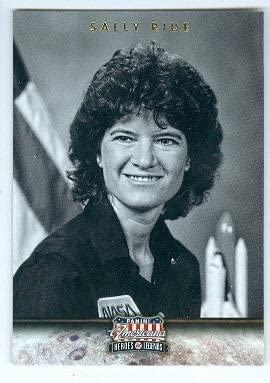 SALLY RIDE
NASA
PANINI
Americana
HEROES & LEGENDS